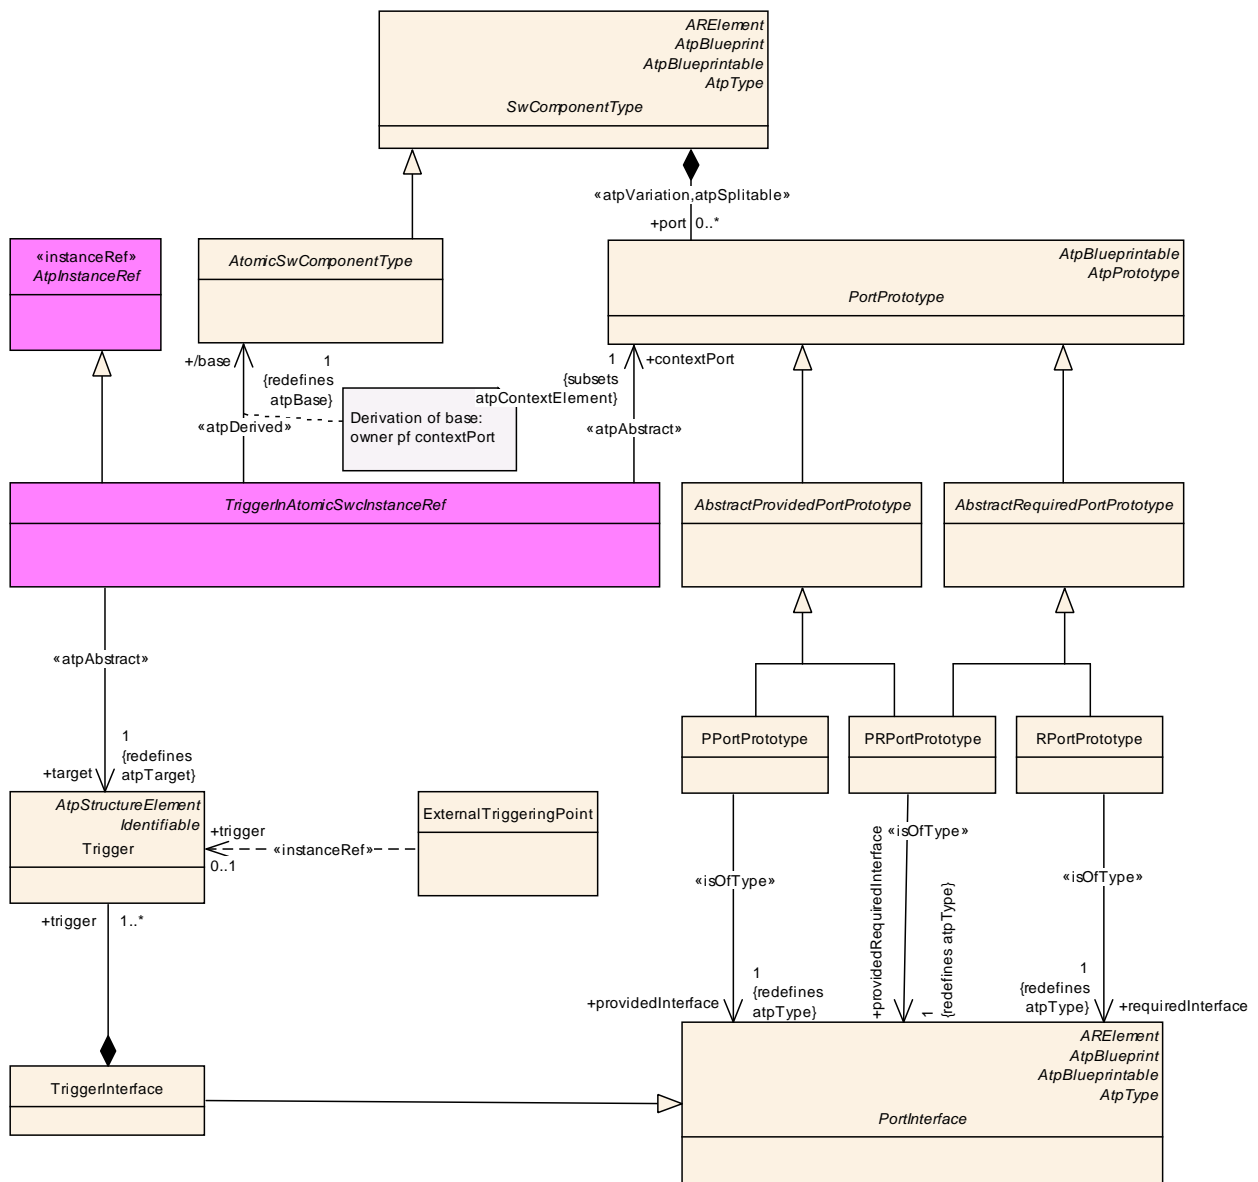 ARElement
AtpBlueprint
AtpBlueprintable
AtpType
SwComponentType
«atpVariation,atpSplitable»
+port 0..*
«instanceRef»
AtpInstanceRef
AtomicSwComponentType
AtpBlueprintable
AtpPrototype
PortPrototype
+/base
1
{redefines
atpBase}
1
{subsets
atpContextElement}
+contextPort
«atpDerived»
Derivation of base:
owner pf contextPort
«atpAbstract»
TriggerInAtomicSwcInstanceRef
AbstractProvidedPortPrototype
AbstractRequiredPortPrototype
«atpAbstract»
PPortPrototype
PRPortPrototype
RPortPrototype
1
{redefines
atpTarget}
+target
AtpStructureElement
Identifiable
Trigger
+trigger
0..1
«instanceRef»
ExternalTriggeringPoint
«isOfType»
«isOfType»
«isOfType»
+trigger
1..*
+providedInterface
1
{redefines
atpType}
+providedRequiredInterface
1
{redefines atpType}
1
{redefines
atpType}
+requiredInterface
TriggerInterface
ARElement
AtpBlueprint
AtpBlueprintable
AtpType
PortInterface